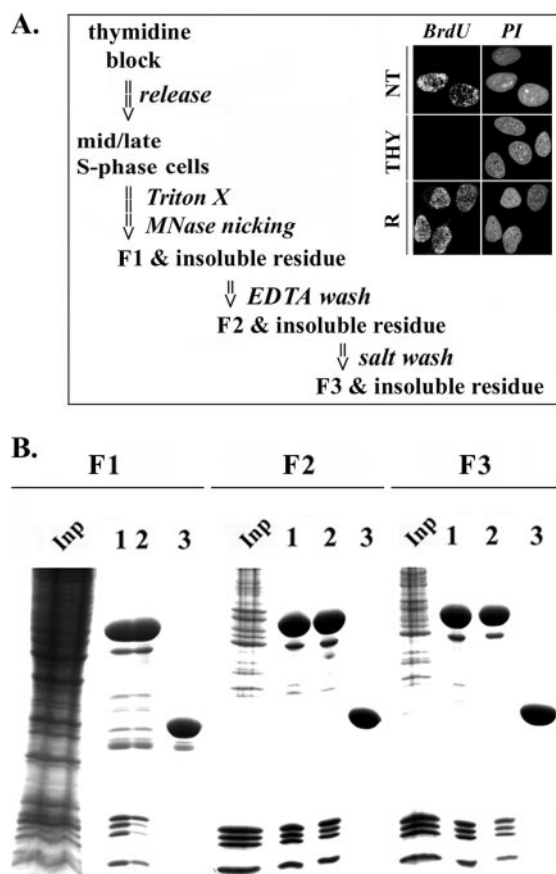 A.
thymidine
block
release
mid/late
S-phase cells
Triton X
MNase nicking
F1 & insoluble residue
EDTA wash
F2 & insoluble residue
salt wash
F3 & insoluble residue
BrdU PI
NT
THY
R
B.
F1 F2 F3
Inp 1 2 3 Inp 1 2 3 Inp 1 2 3